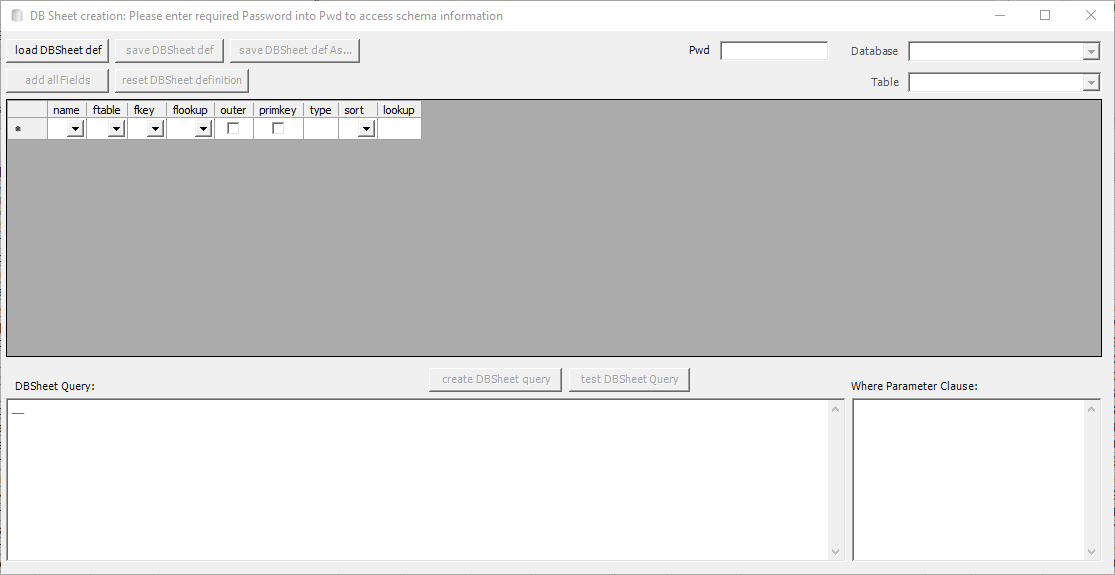 DB Sheet creation: Please enter required Password into Pwd to access schema information
load DBSheet def save DBSheet def save DBSheet def As... Pwd Database
add all Fields reset DBSheet definition Table
name ftable fkey flookup outer primkey type sort lookup
*
DBSheet Query: create DBSheet query test DBSheet Query Where Parameter Clause: